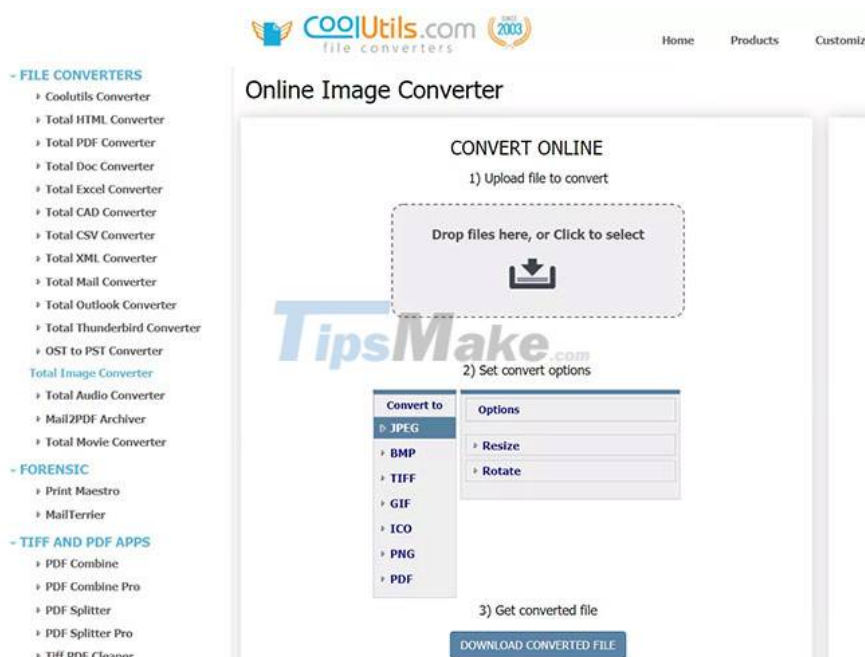 CoolUtils.com
file converters
SINCE
2003
Home
Products
Customiz
- FILE CONVERTERS
Coolutils Converter
Total HTML Converter
Total PDF Converter
Total Doc Converter
Total Excel Converter
Total CAD Converter
Total CSV Converter
Total XML Converter
Total Mail Converter
Total Outlook Converter
Total Thunderbird Converter
OST to PST Converter
Total Image Converter
Total Audio Converter
Mail2PDF Archiver
Total Movie Converter
- FORENSIC
Print Maestro
MailTerrier
- TIFF AND PDF APPS
PDF Combine
PDF Combine Pro
PDF Splitter
PDF Splitter Pro
Tiff PDF Cleaner
Online Image Converter
CONVERT ONLINE
1) Upload file to convert
Drop files here, or Click to select
TipsMake.com
2) Set convert options
Convert to
JPEG
BMP
TIFF
GIF
ICO
PNG
PDF
Options
Resize
Rotate
3) Get converted file
DOWNLOAD CONVERTED FILE